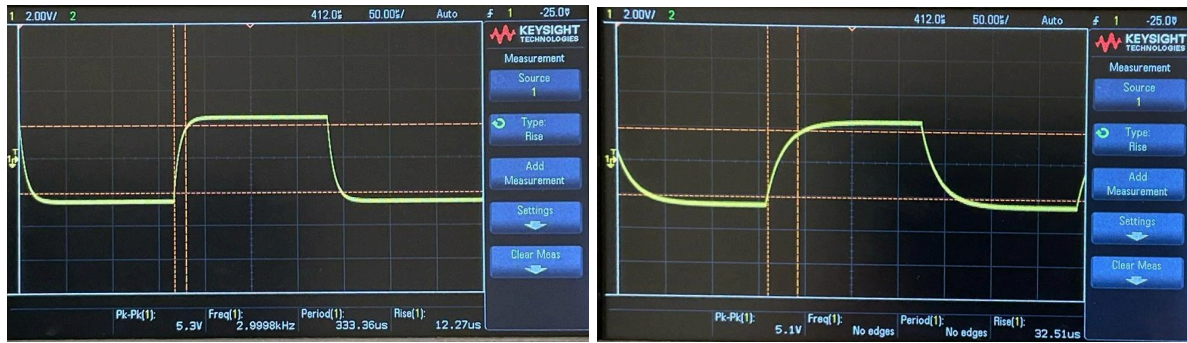 1 2.00V/ 2 412.0s 50.00s/ Auto 1 -25.0V
KEYSIGHT
TECHNOLOGIES
Measurement
Source
1
Type:
Rise
Add
Measurement
Settings
Clear Meas
Pk-Pk(1): Freq(1): Period(1): Rise(1):
5.3V 2.9998kHz 333.36us 12.27us
1 2.00V/ 2 412.0s 50.00s/ Auto 1 -25.0V
KEYSIGHT
TECHNOLOGIES
Measurement
Source
1
Type:
Rise
Add
Measurement
Settings
Clear Meas
Pk-Pk(1): Freq(1): Period(1): Rise(1):
5.1V No edges No edges 32.51us